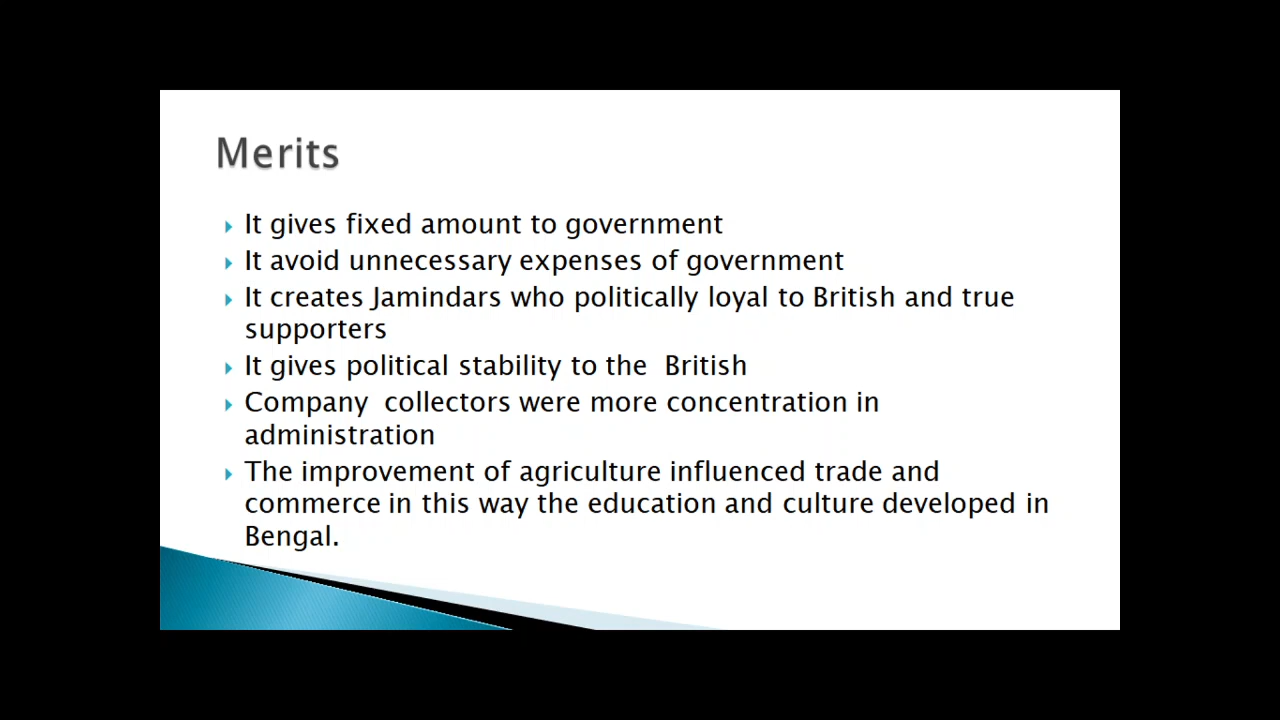 Merits
It gives fixed amount to government
It avoid unnecessary expenses of government
It creates Jamindars who politically loyal to British and true
supporters
It gives political stability to the  British
Company  collectors were more concentration in
administration
The improvement of agriculture influenced trade and
commerce in this way the education and culture developed in
Bengal.